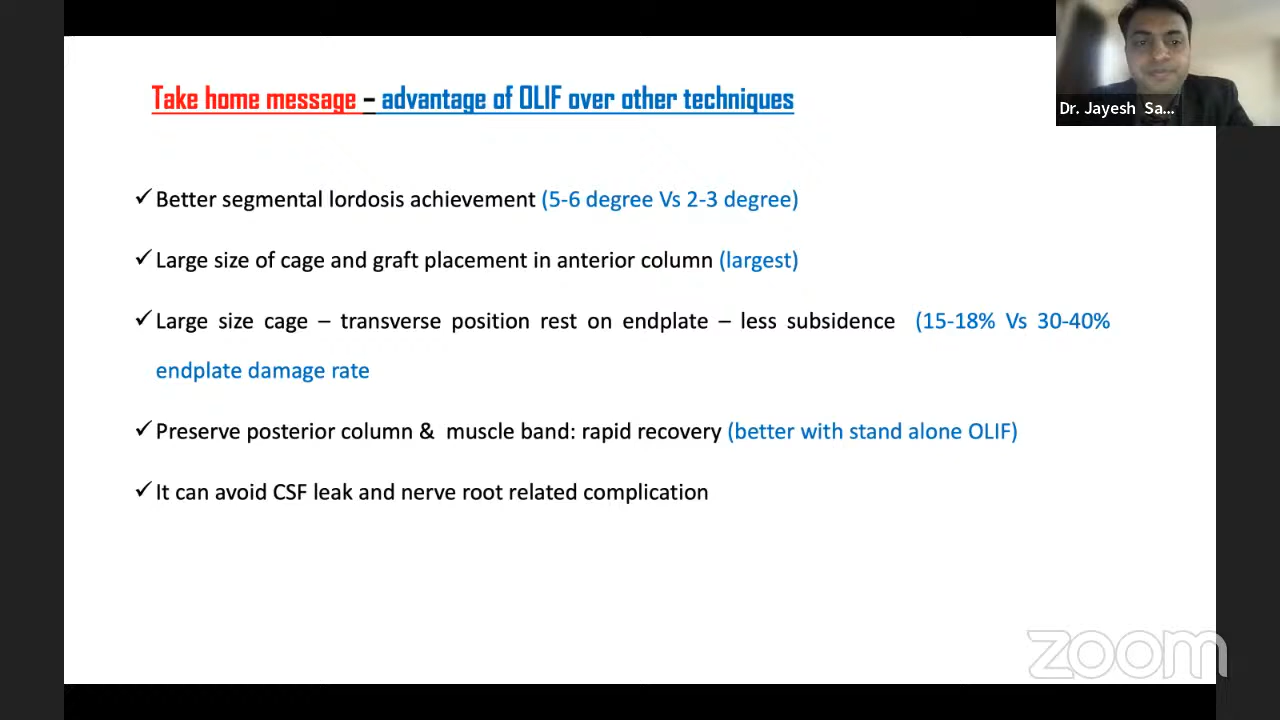 Take home message – advantage of OLIF over other techniques
Dr. Jayesh Sa...
✓ Better segmental lordosis achievement (5-6 degree Vs 2-3 degree)
✓ Large size of cage and graft placement in anterior column (largest)
✓ Large size cage – transverse position rest on endplate – less subsidence (15-18% Vs 30-40%
endplate damage rate
✓ Preserve posterior column & muscle band: rapid recovery (better with stand alone OLIF)
✓ It can avoid CSF leak and nerve root related complication
zoom